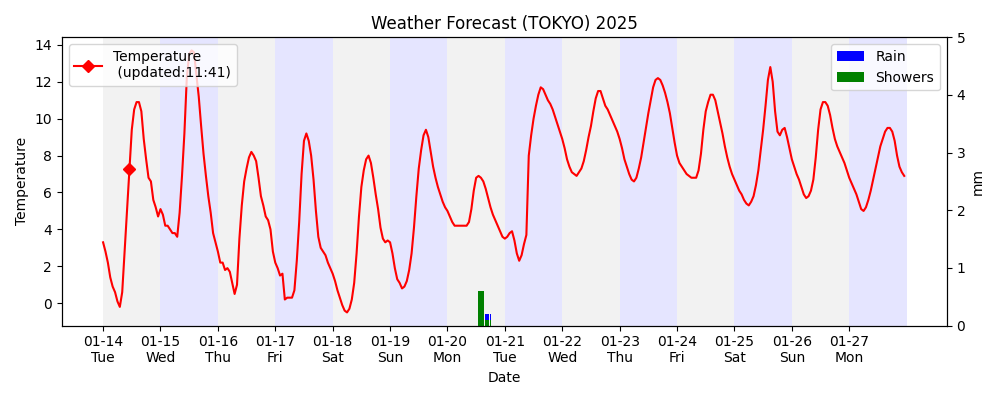 Weather Forecast (TOKYO) 2025
Temperature
(updated:11:41)
Rain
Showers
Temperature
14
12
10
8
6
4
2
0
5
4
3
2
1
0
mm
01-14 01-15 01-16 01-17 01-18 01-19 01-20 01-21 01-22 01-23 01-24 01-25 01-26 01-27
Tue Wed Thu Fri Sat Sun Mon Tue Wed Thu Fri Sat Sun Mon
Date